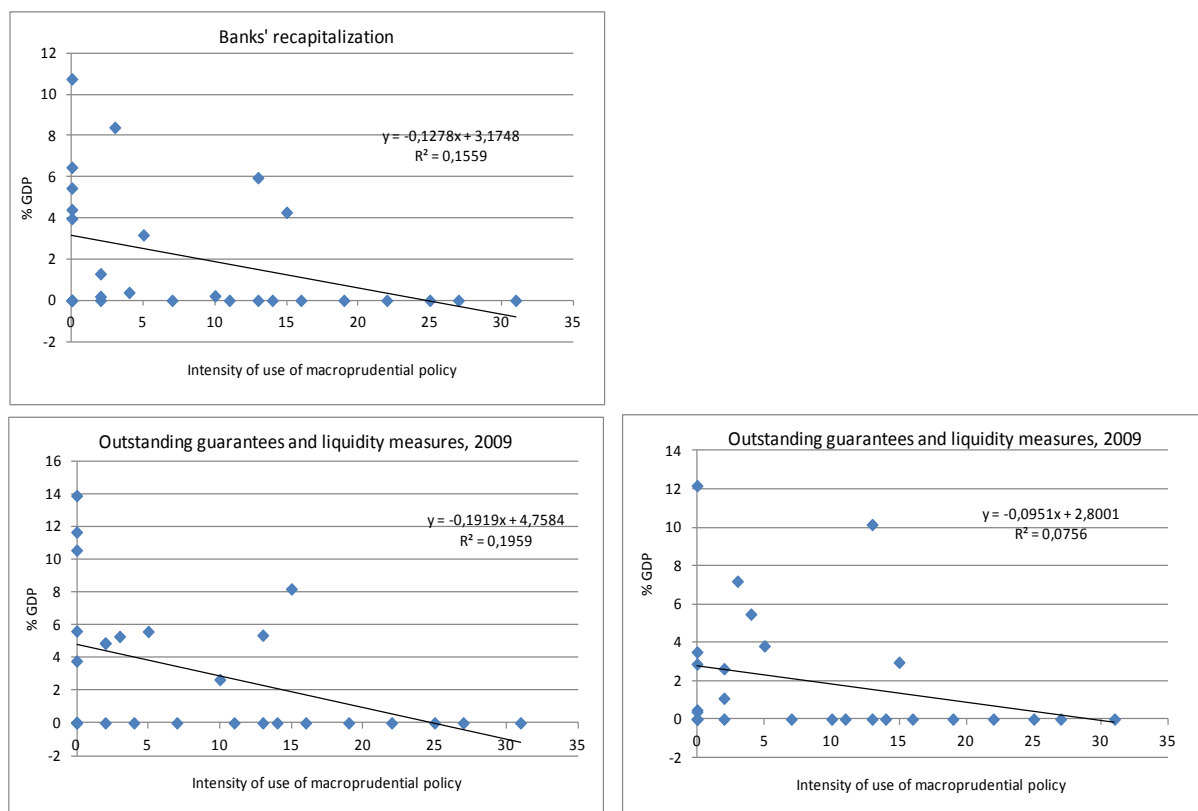 Banks' recapitalization
12
10
8
6
4
2
0
-2
% GDP
y = -0,1278x + 3,1748
R² = 0,1559
0 5 10 15 20 25 30 35
Intensity of use of macroprudential policy
Outstanding guarantees and liquidity measures, 2009
16
14
12
10
8
6
4
2
0
-2
% GDP
y = -0,1919x + 4,7584
R² = 0,1959
0 5 10 15 20 25 30 35
Intensity of use of macroprudential policy
Outstanding guarantees and liquidity measures, 2009
14
12
10
8
6
4
2
0
-2
% GDP
y = -0,0951x + 2,8001
R² = 0,0756
0 5 10 15 20 25 30 35
Intensity of use of macroprudential policy